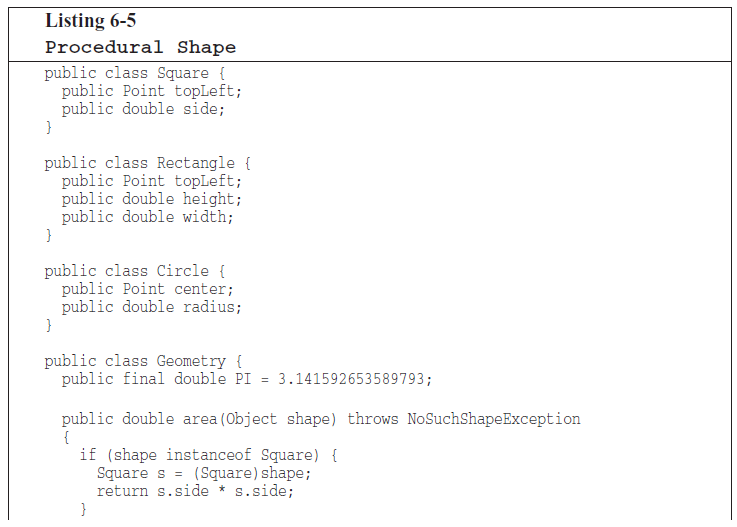 Listing 6-5
Procedural Shape
public class Square {
public Point topLeft;
public double side;
}
public class Rectangle {
public Point topLeft;
public double height;
public double width;
}
public class Circle {
public Point center;
public double radius;
}
public class Geometry {
public final double PI = 3.141592653589793;
public double area(Object shape) throws NoSuchShapeException
{
if (shape instanceof Square) {
Square s = (Square)shape;
return s.side * s.side;
}